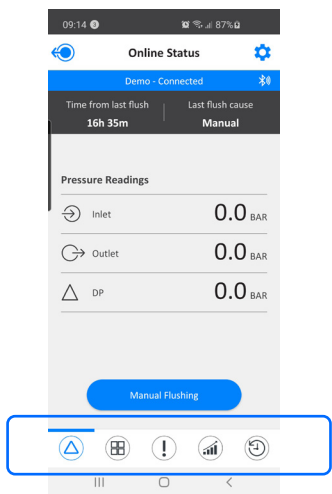 09:14 3 87%
Online Status
Demo - Connected
Time from last flush Last flush cause
16h 35m Manual
Pressure Readings
Inlet 0.0 BAR
Outlet 0.0 BAR
DP 0.0 BAR
Manual Flushing